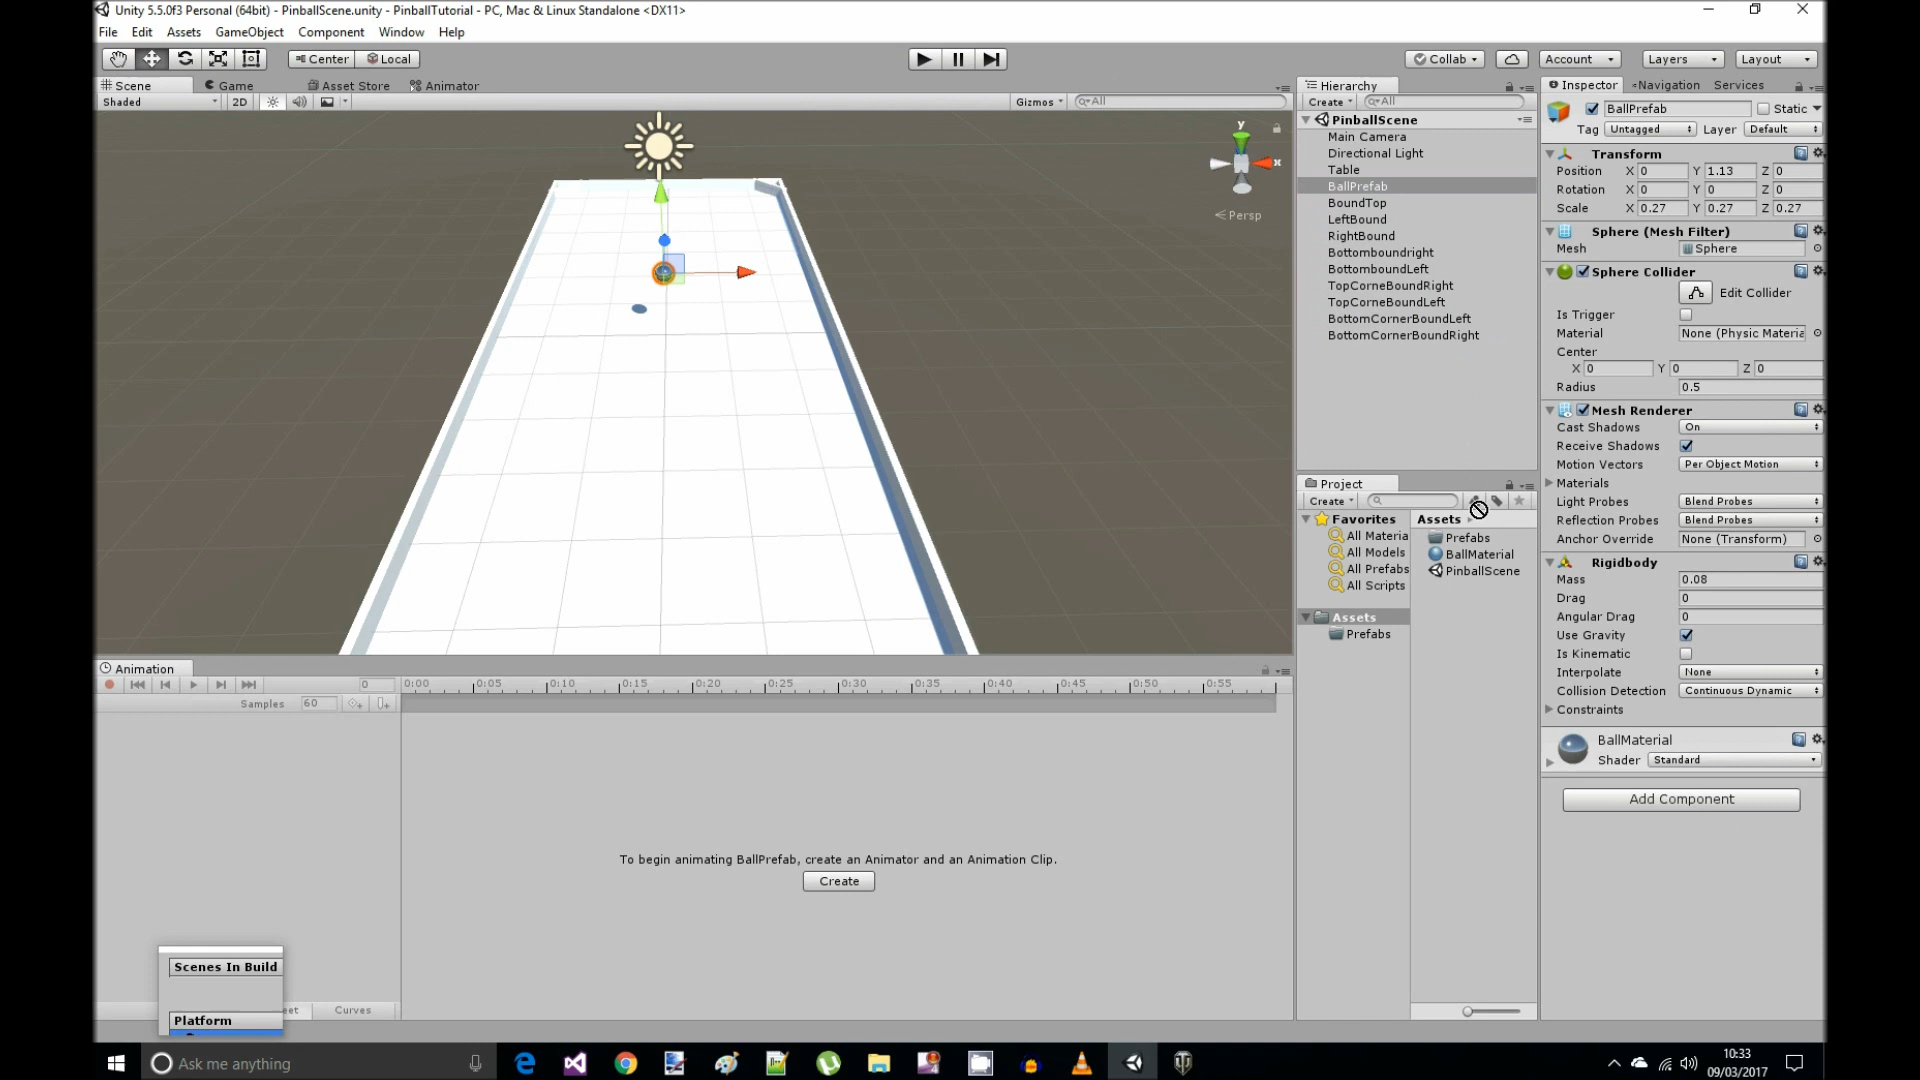 Unity 5.5.0f3 Personal (64bit) - PinballScene.unity - PinballTutorial - PC, Mac & Linux Standalone <DX11>
File Edit Assets GameObject Component Window Help
Center Local
Collab Account Layers Layout
Scene Game Asset Store Animator
Shaded 2D Gizmos All
y
x
Persp
Hierarchy
Create All
PinballScene
Main Camera
Directional Light
Table
BallPrefab
BoundTop
LeftBound
RightBound
Bottomboundright
BottomboundLeft
TopCorneBoundRight
TopCorneBoundLeft
BottomCornerBoundLeft
BottomCornerBoundRight
Project
Create
Favorites
All Materia
All Models
All Prefabs
All Scripts
Assets
Prefabs
Assets
Prefabs
BallMaterial
PinballScene
Inspector Navigation Services
BallPrefab Static
Tag Untagged Layer Default
Transform
Position X 0 Y 1.13 Z 0
Rotation X 0 Y 0 Z 0
Scale X 0.27 Y 0.27 Z 0.27
Sphere (Mesh Filter)
Mesh Sphere
Sphere Collider
Edit Collider
Is Trigger
Material None (Physic Materia
Center
X 0 Y 0 Z 0
Radius 0.5
Mesh Renderer
Cast Shadows On
Receive Shadows
Motion Vectors Per Object Motion
Materials
Light Probes Blend Probes
Reflection Probes Blend Probes
Anchor Override None (Transform)
Rigidbody
Mass 0.08
Drag 0
Angular Drag 0
Use Gravity
Is Kinematic
Interpolate None
Collision Detection Continuous Dynamic
Constraints
BallMaterial
Shader Standard
Add Component
Animation
0 0:00 0:05 0:10 0:15 0:20 0:25 0:30 0:35 0:40 0:45 0:50 0:55
Samples 60
To begin animating BallPrefab, create an Animator and an Animation Clip.
Create
Scenes In Build
Platform
eet Curves
Ask me anything
10:33
09/03/2017